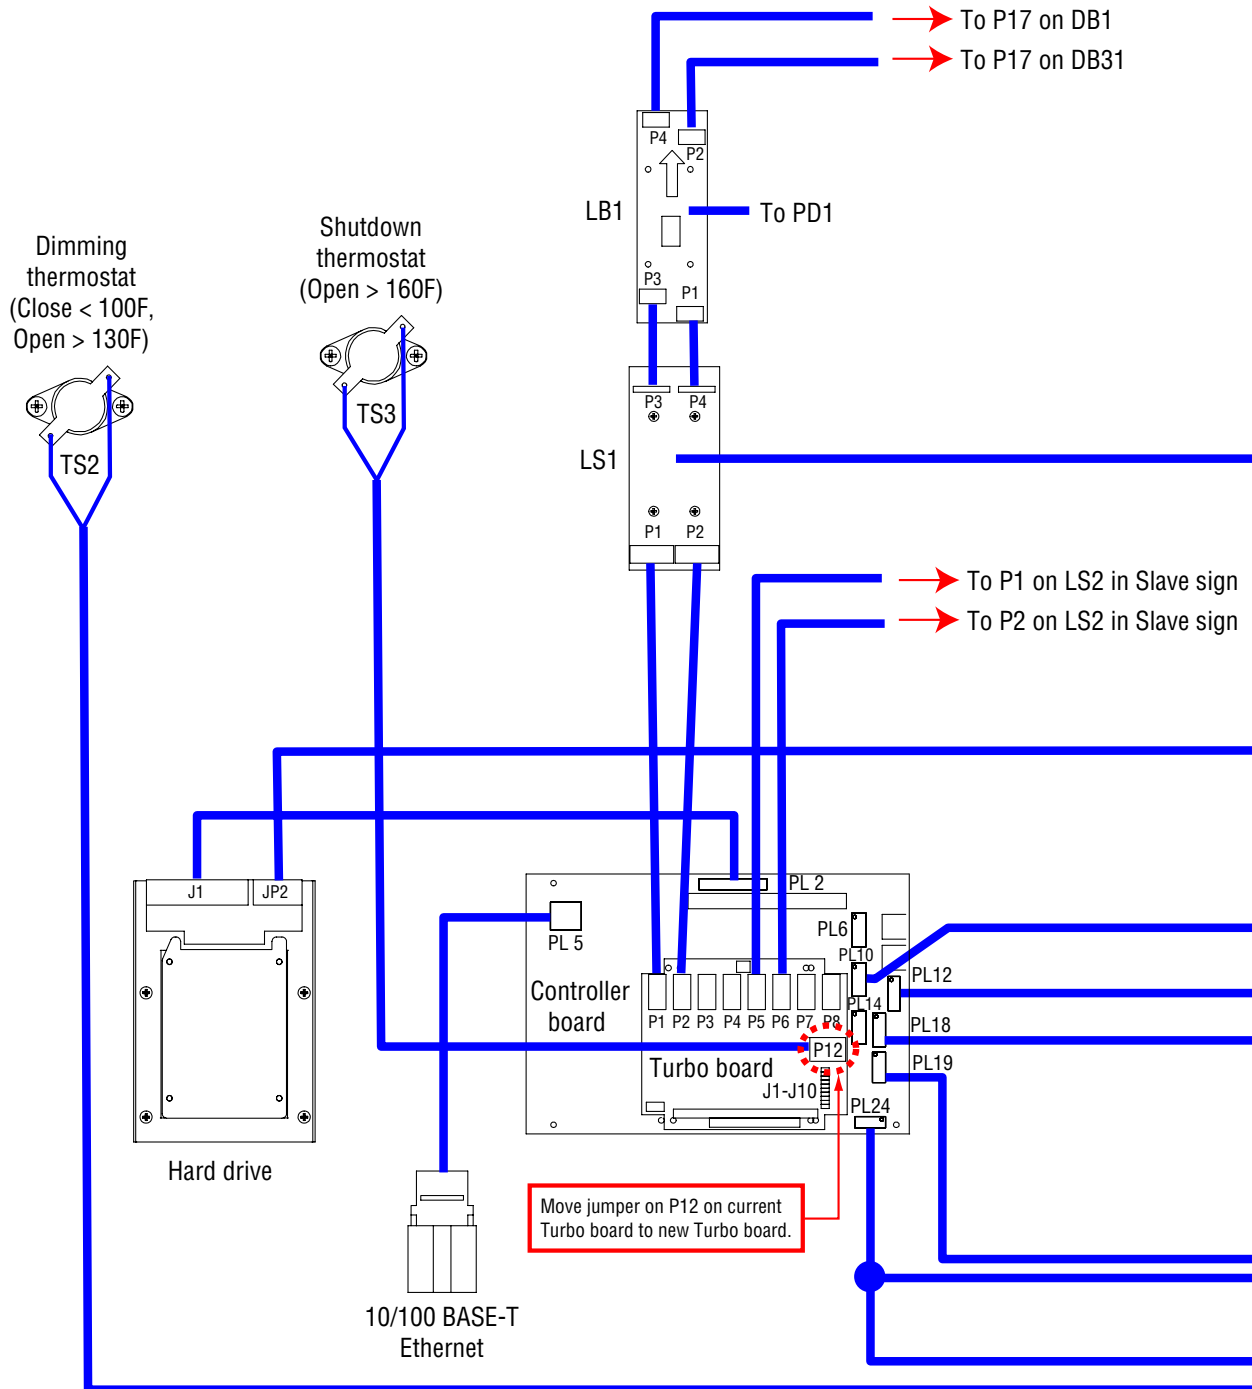 To P17 on DB1
To P17 on DB31
P4
P2
LB1
To PD1
P3
P1
Dimming
thermostat
(Close < 100F,
Open > 130F)
Shutdown
thermostat
(Open > 160F)
TS2
TS3
P3
P4
LS1
P1
P2
To P1 on LS2 in Slave sign
To P2 on LS2 in Slave sign
J1
JP2
Hard drive
PL 2
PL 5
PL6
PL10
PL12
PL14
PL18
PL19
PL24
Controller
board
P1 P2 P3 P4 P5 P6 P7 P8
P12
Turbo board
J1-J10
Move jumper on P12 on current
Turbo board to new Turbo board.
10/100 BASE-T
Ethernet